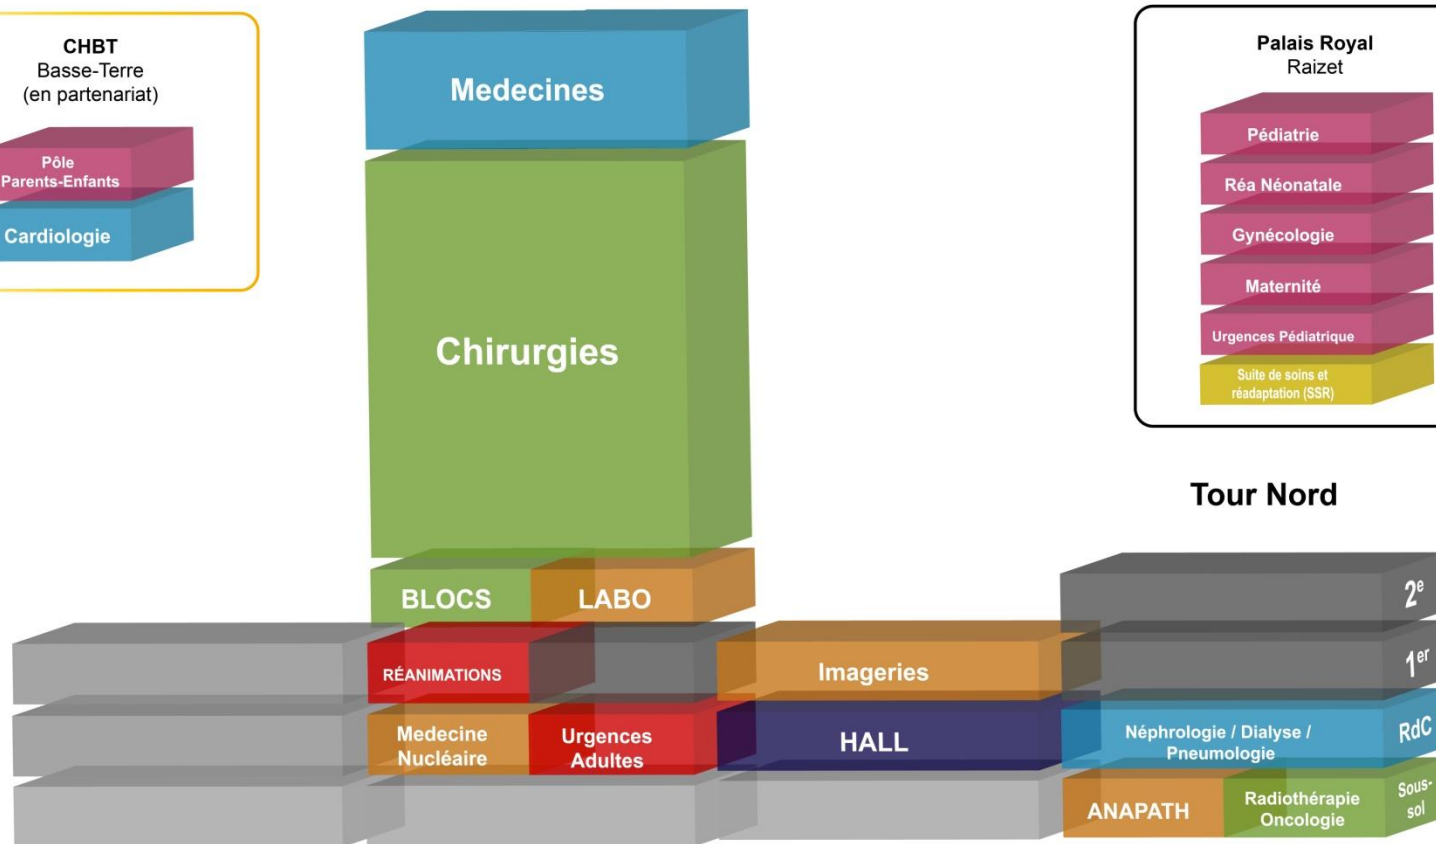 CHBT
Basse-Terre
(en partenariat)
Pôle
Parents-Enfants
Cardiologie
Medecines
Chirurgies
BLOCS
LABO
RÉANIMATIONS
Imageries
Medecine
Nucléaire
Urgences
Adultes
HALL
Palais Royal
Raizet
Pédiatrie
Réa Néonatale
Gynécologie
Maternité
Urgences Pédiatrique
Suite de soins et
réadaptation (SSR)
Tour Nord
2e
1er
Néphrologie / Dialyse /
Pneumologie
RdC
ANAPATH
Radiothérapie
Oncologie
Sous-
sol